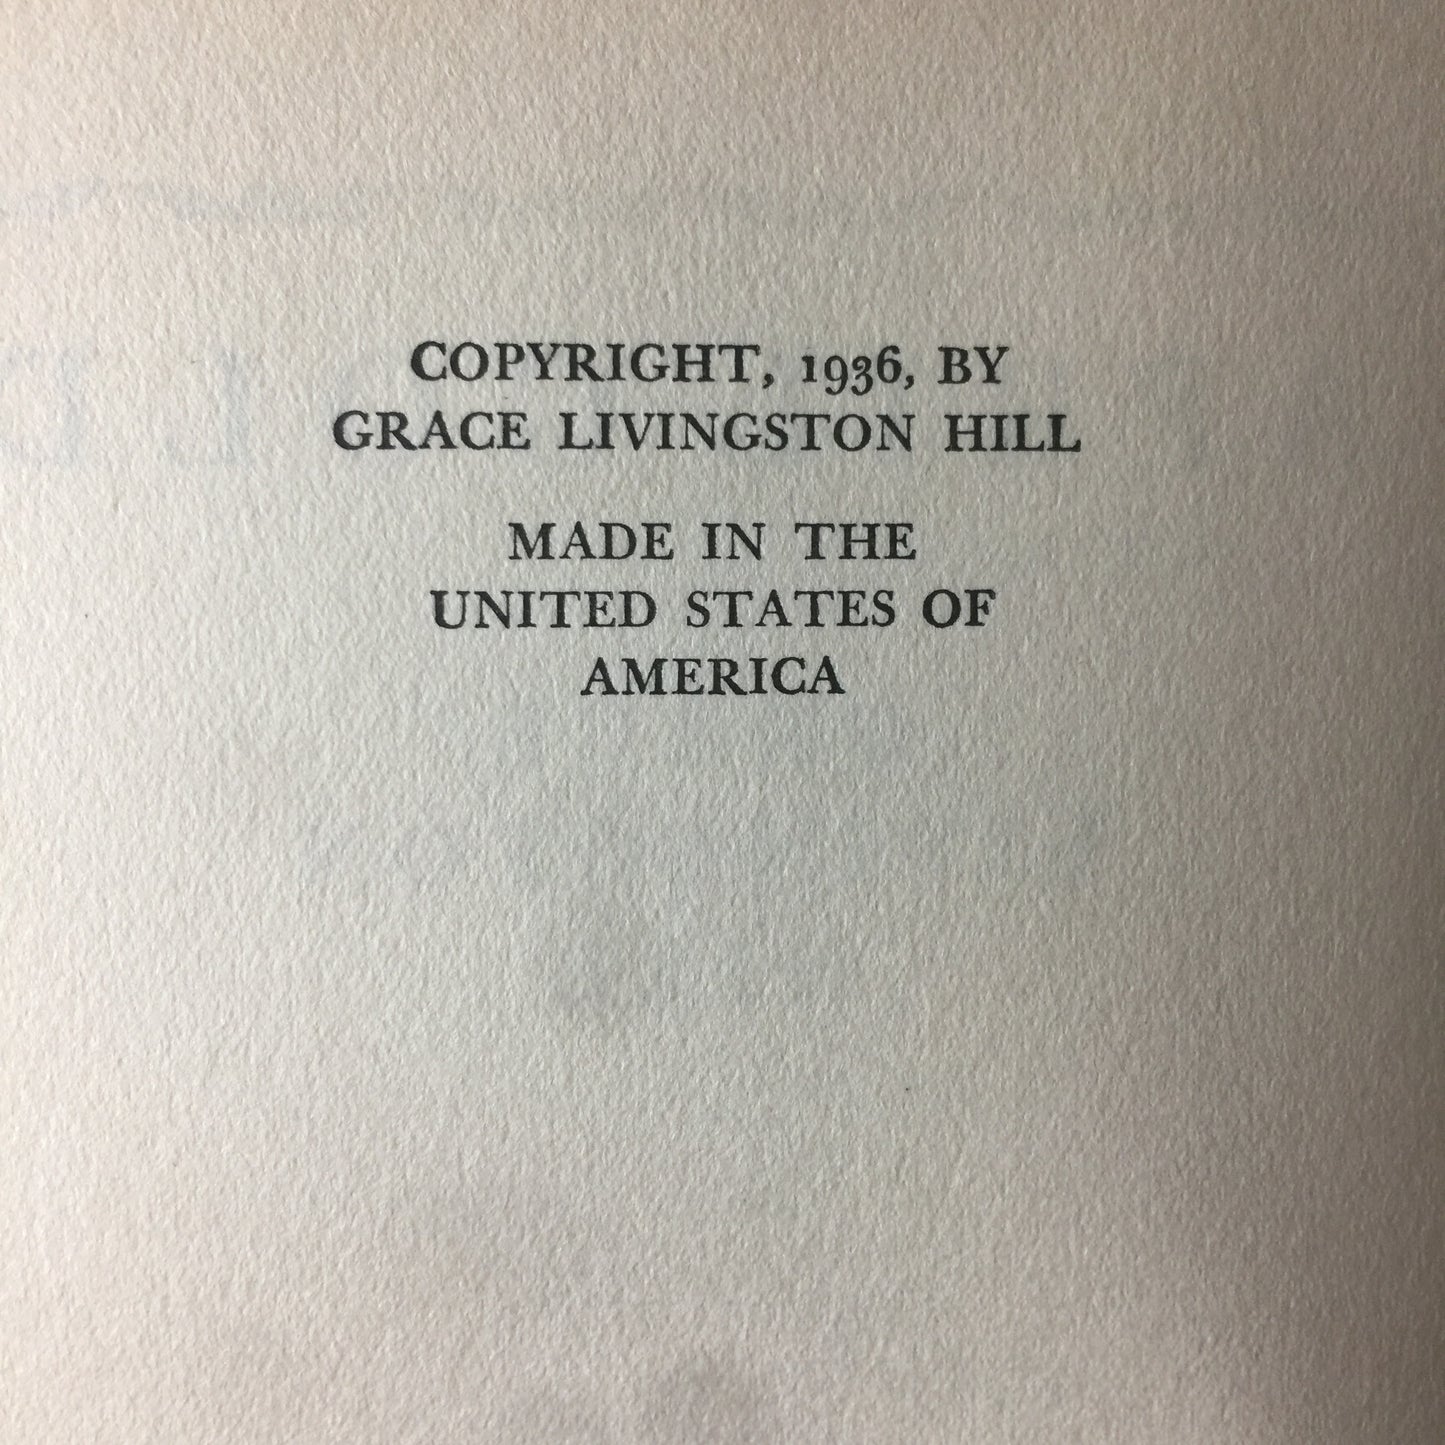 COPYRIGHT, 1936, BY
GRACE LIVINGSTON HILL
MADE IN THE
UNITED STATES OF
AMERICA